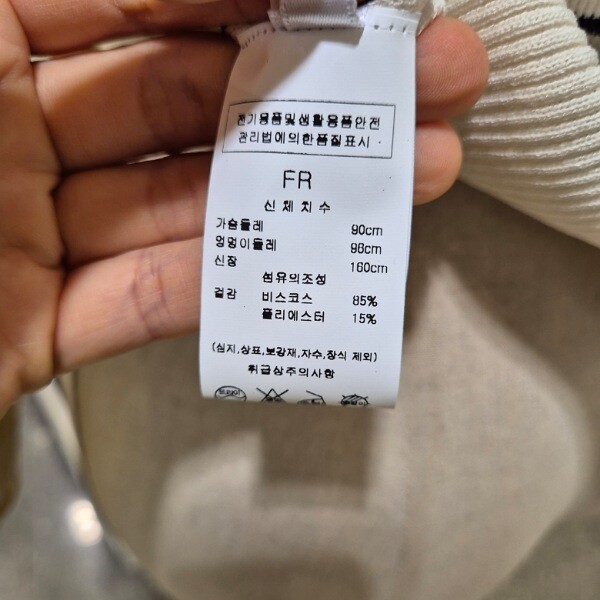 전기용품및생활용품안전
관리법에의한품질표시
FR
신체치수
가슴둘레 90cm
엉덩이둘레 98cm
신장 160cm
섬유의조성
겉감 비스코스 85%
폴리에스터 15%
(심지,상표,보강재,자수,장식 제외)
취급상주의사항